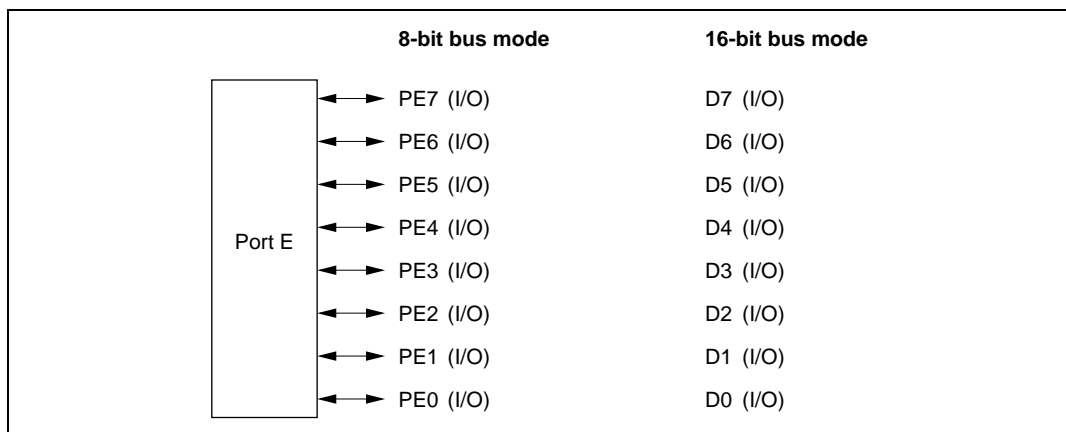 8-bit bus mode 16-bit bus mode
PE7 (I/O) D7 (I/O)
PE6 (I/O) D6 (I/O)
PE5 (I/O) D5 (I/O)
PE4 (I/O) D4 (I/O)
Port E
PE3 (I/O) D3 (I/O)
PE2 (I/O) D2 (I/O)
PE1 (I/O) D1 (I/O)
PE0 (I/O) D0 (I/O)